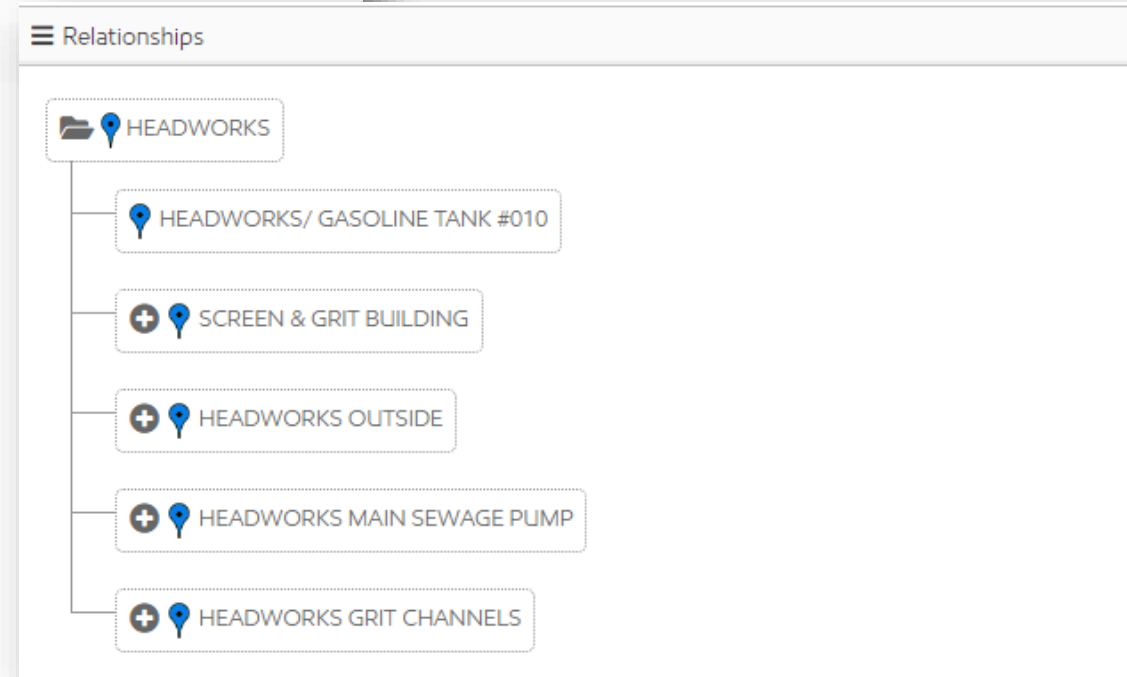 Relationships
HEADWORKS
HEADWORKS/ GASOLINE TANK #010
SCREEN & GRIT BUILDING
HEADWORKS OUTSIDE
HEADWORKS MAIN SEWAGE PUMP
HEADWORKS GRIT CHANNELS